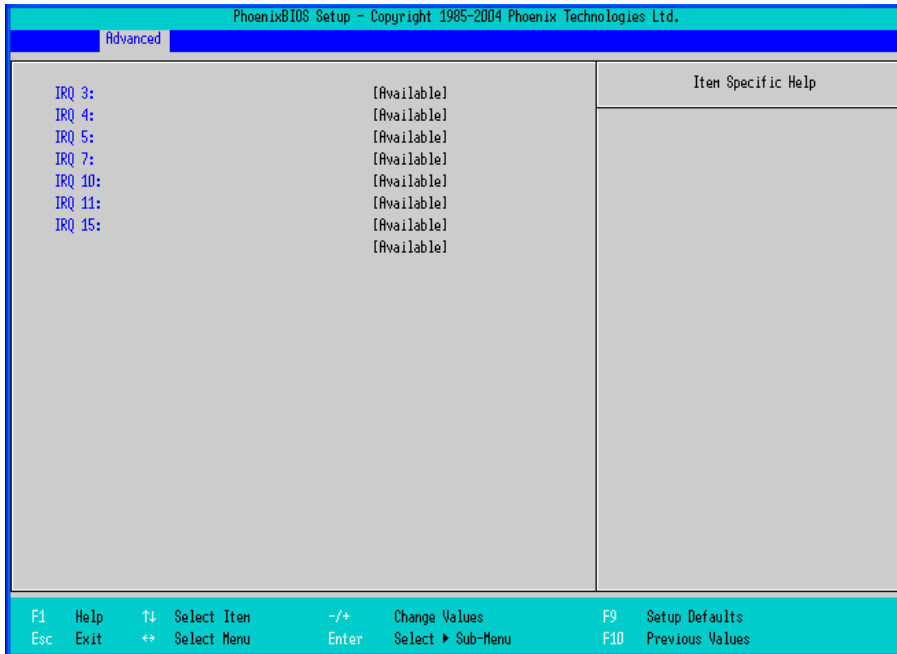 PhoenixBIOS Setup - Copyright 1985-2004 Phoenix Technologies Ltd.
Advanced
Item Specific Help
IRQ 3: [Available]
IRQ 4: [Available]
IRQ 5: [Available]
IRQ 7: [Available]
IRQ 10: [Available]
IRQ 11: [Available]
IRQ 15: [Available]
[Available]
F1 Help ↑↓ Select Item -/+ Change Values F9 Setup Defaults
Esc Exit ↔ Select Menu Enter Select ▶ Sub-Menu F10 Previous Values